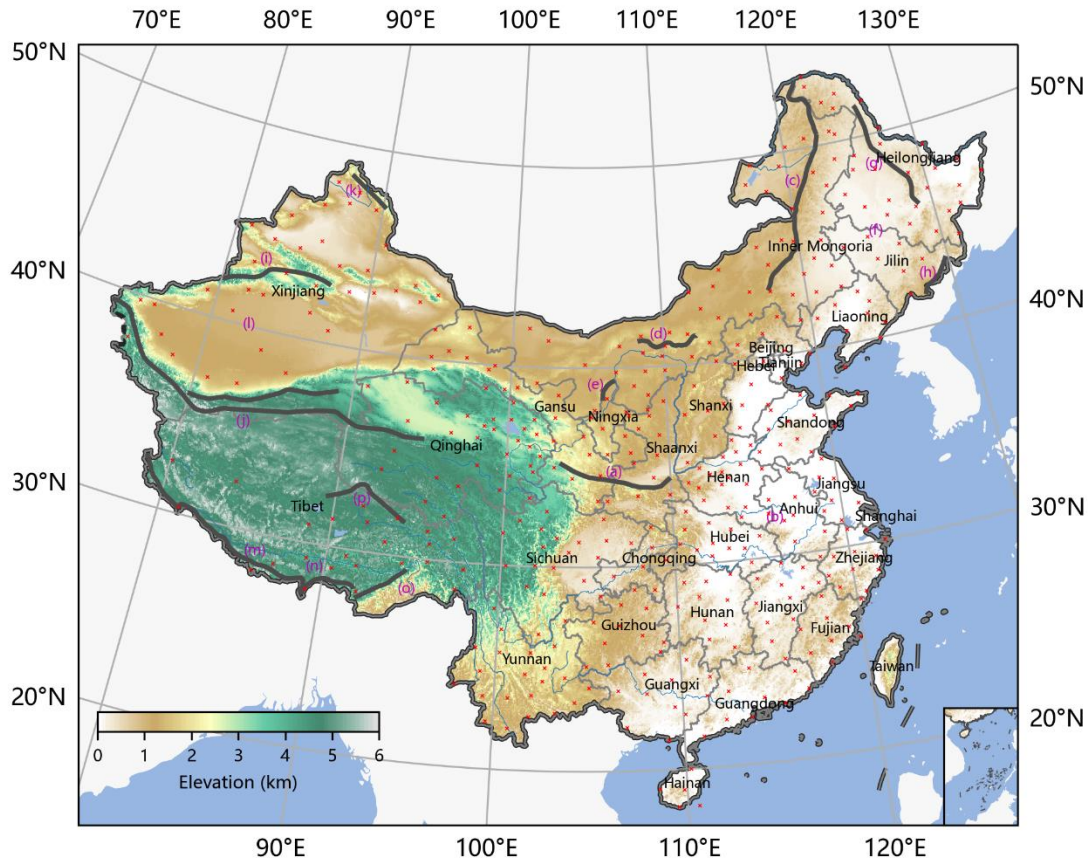 70°E 80°E 90°E 100°E 110°E 120°E 130°E
50°N
50°N
(k)
(g)
Heilongjiang
(c)
(f)
Inner Mongoria
Jilin
(i)
(h)
40°N
Xinjiang
40°N
Liaoning
(l)
(d)
Beijing
Tianjin
Hebei
(e)
Gansu
Ningxia
Shanxi
(j)
Qinghai
Shandong
Shaanxi
(a)
30°N
Henan
Jiangsu
(p)
Tibet
30°N
Anhui
(b)
Shanghai
Hubei
(m)
Sichuan
Chongqing
Zhejiang
(n)
(o)
Hunan
Jiangxi
Guizhou
Fujian
Yunnan
Taiwan
20°N
Guangxi
Guangdong
20°N
0 1 2 3 4 5 6
Elevation (km)
Hainan
90°E 100°E 110°E 120°E